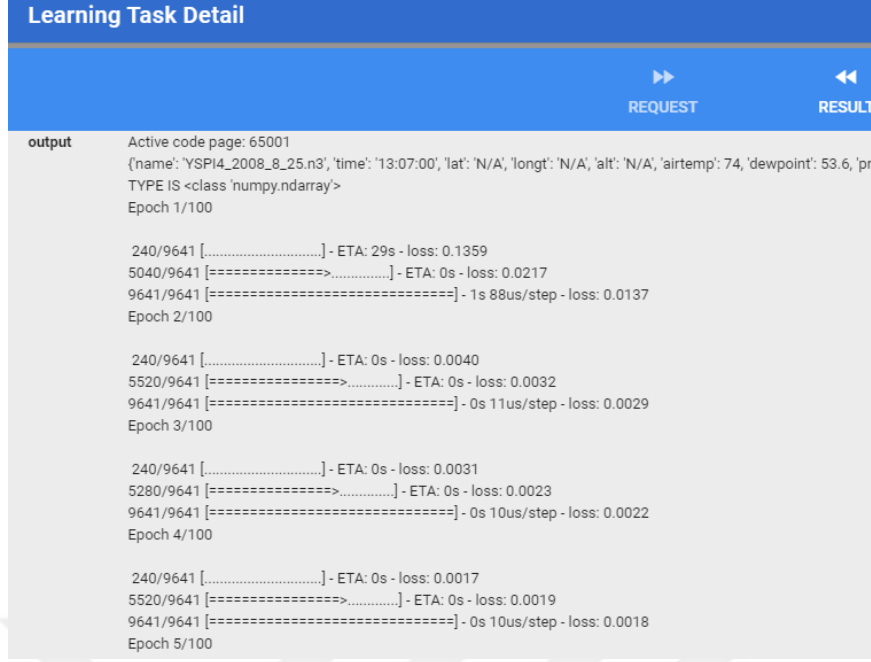 Learning Task Detail
REQUEST
RESULT
output Active code page: 65001
{'name': 'YSPI4_2008_8_25.n3', 'time': '13:07:00', 'lat': 'N/A', 'longt': 'N/A', 'alt': 'N/A', 'airtemp': 74, 'dewpoint': 53.6, 'pr
TYPE IS <class 'numpy.ndarray'>
Epoch 1/100
240/9641 [..............................] - ETA: 29s - loss: 0.1359
5040/9641 [==============>...............] - ETA: 0s - loss: 0.0217
9641/9641 [==============================] - 1s 88us/step - loss: 0.0137
Epoch 2/100
240/9641 [..............................] - ETA: 0s - loss: 0.0040
5520/9641 [================>.............] - ETA: 0s - loss: 0.0032
9641/9641 [==============================] - 0s 11us/step - loss: 0.0029
Epoch 3/100
240/9641 [..............................] - ETA: 0s - loss: 0.0031
5280/9641 [===============>..............] - ETA: 0s - loss: 0.0023
9641/9641 [==============================] - 0s 10us/step - loss: 0.0022
Epoch 4/100
240/9641 [..............................] - ETA: 0s - loss: 0.0017
5520/9641 [================>.............] - ETA: 0s - loss: 0.0019
9641/9641 [==============================] - 0s 10us/step - loss: 0.0018
Epoch 5/100